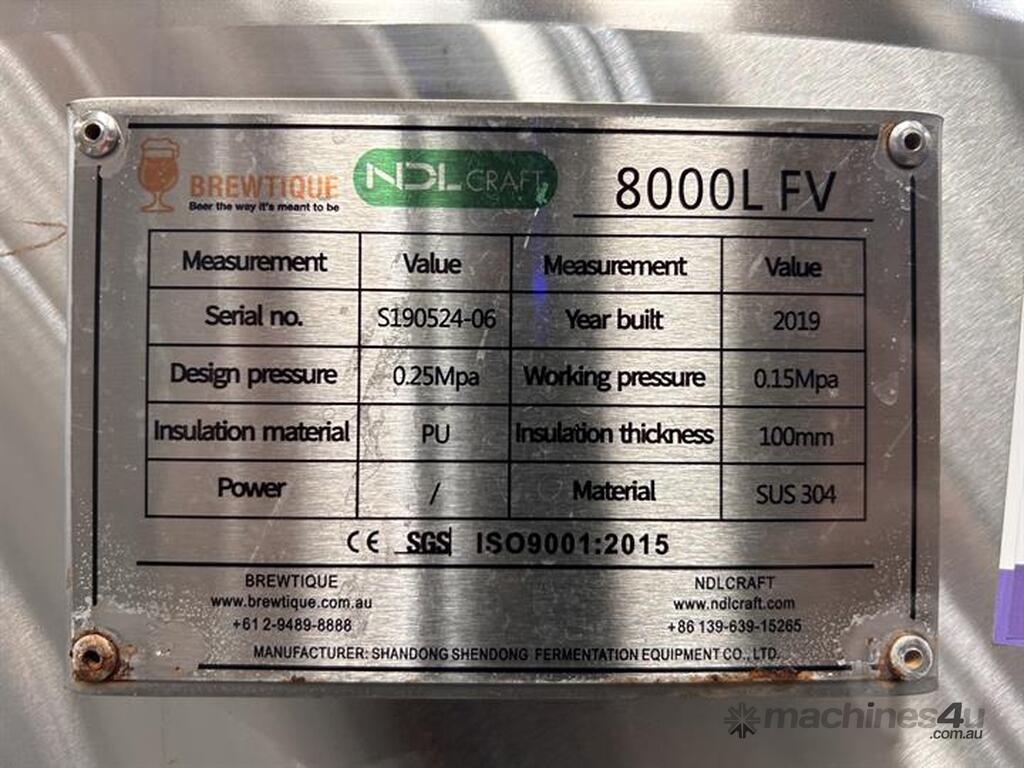 BREWTIQUE
Beer the way it's meant to be
NDL CRAFT
8000L FV
Measurement Value Measurement Value
Serial no. S190524-06 Year built 2019
Design pressure 0.25Mpa Working pressure 0.15Mpa
Insulation material PU Insulation thickness 100mm
Power / Material SUS 304
CE SGS ISO9001:2015
BREWTIQUE NDLCRAFT
www.brewtique.com.au www.ndlcraft.com
+61 2-9489-8888 +86 139-639-15265
MANUFACTURER: SHANDONG SHENDONG FERMENTATION EQUIPMENT CO., LTD.
machines4u
.com.au